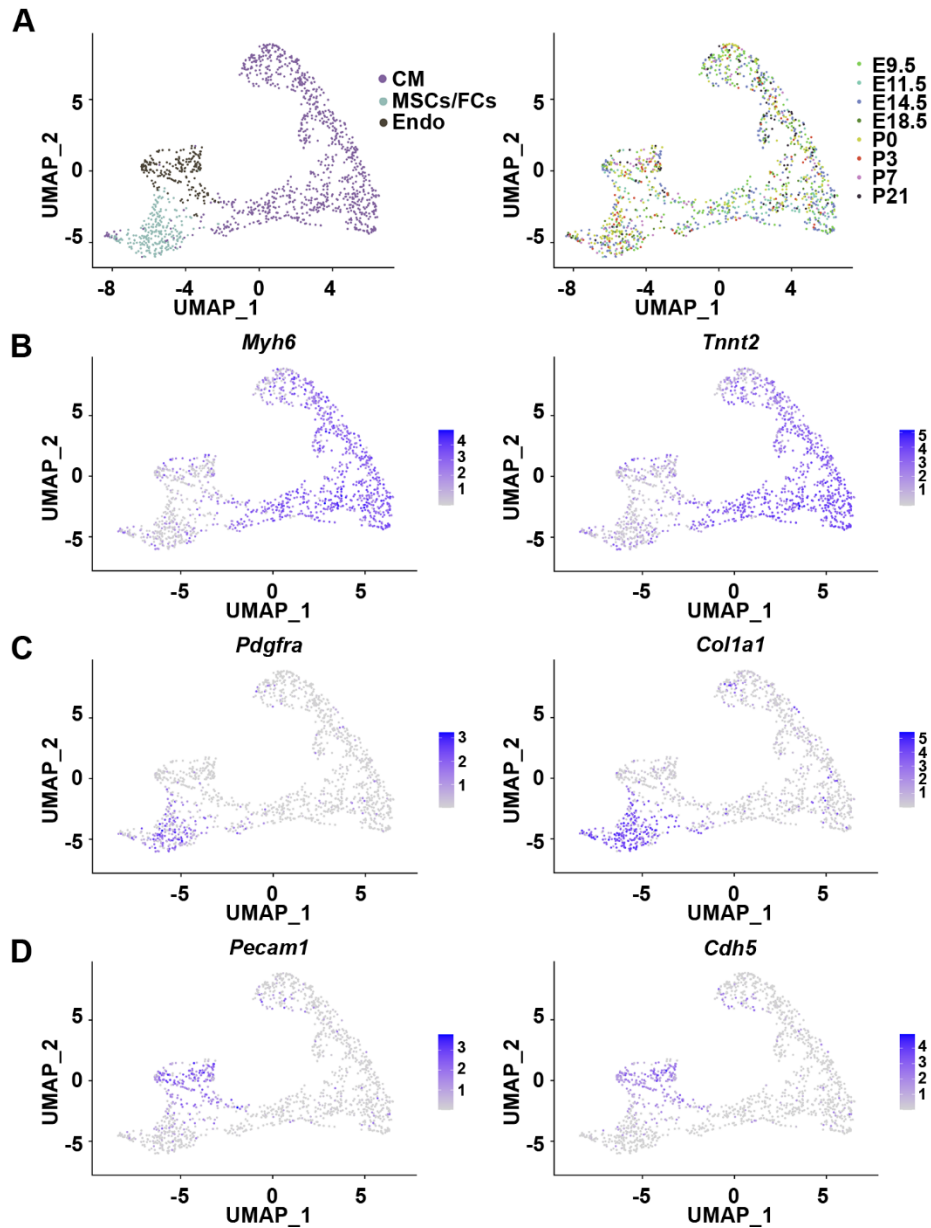 A
UMAP_2
5
0
-5
-8 -4 0 4
UMAP_1
CM
MSCs/FCs
Endo
UMAP_2
5
0
-5
-8 -4 0 4
UMAP_1
E9.5
E11.5
E14.5
E18.5
P0
P3
P7
P21
B
Myh6
UMAP_2
5
0
-5
-5 0 5
UMAP_1
4
3
2
1
Tnnt2
UMAP_2
5
0
-5
-5 0 5
UMAP_1
5
4
3
2
1
C
Pdgfra
UMAP_2
5
0
-5
-5 0 5
UMAP_1
3
2
1
Col1a1
UMAP_2
5
0
-5
-5 0 5
UMAP_1
5
4
3
2
1
D
Pecam1
UMAP_2
5
0
-5
-5 0 5
UMAP_1
3
2
1
Cdh5
UMAP_2
5
0
-5
-5 0 5
UMAP_1
4
3
2
1